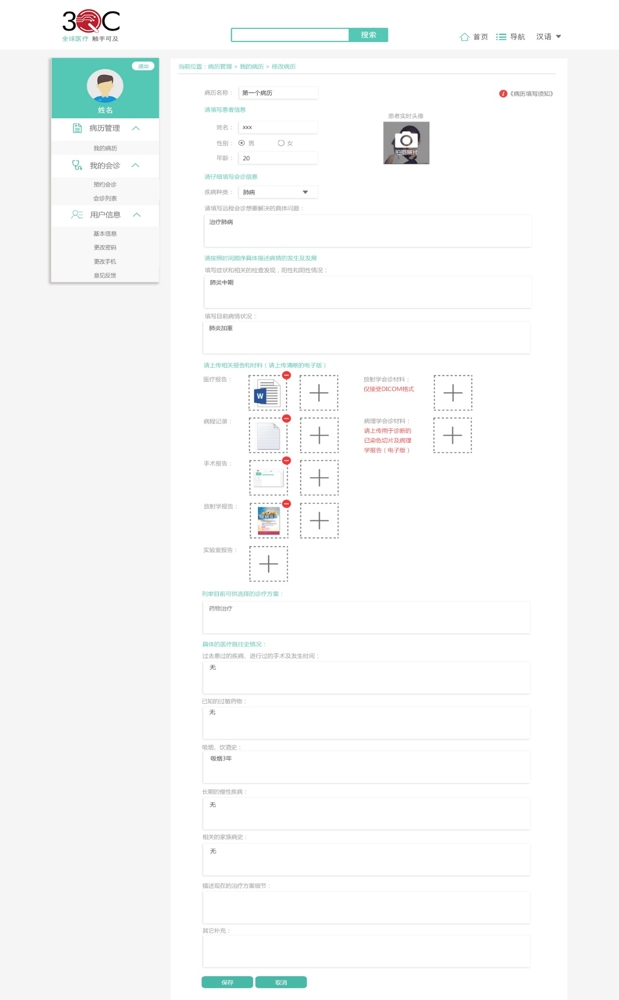 3QC
全球医疗 触手可及
搜索
首页
导航
汉语
退出
姓名
病历管理
我的病历
我的会诊
预约会诊
会诊列表
用户信息
基本信息
更改密码
更改手机
意见反馈
当前位置：病历管理 > 我的病历 > 修改病历
病历名称： 第一个病历
《病历填写须知》
请填写患者信息
患者实时头像
姓名： xxx
性别： 男 女
拍摄照片
年龄： 20
请仔细填写会诊信息
疾病种类： 肺病
请填写远程会诊想要解决的具体问题：
治疗肺病
请按照时间顺序具体描述病情的发生及发展
填写症状和相关的检查发现，阳性和阴性情况：
肺炎中期
填写目前病情状况：
肺炎加重
请上传相关报告和材料（请上传清晰的电子版）
医疗报告：
W
放射学会诊材料：
仅接受DICOM格式
病程记录：
病理学会诊材料：
请上传用于诊断的
已染色切片及病理
学报告（电子版）
手术报告：
放射学报告：
实验室报告：
列举目前可供选择的诊疗方案：
药物治疗
具体的医疗既往史情况：
过去患过的疾病、进行过的手术及发生时间：
无
已知的过敏药物：
无
吸烟、饮酒史：
吸烟3年
长期的慢性疾病：
无
相关的家族病史：
无
描述现在的治疗方案细节：
其它补充：
保存
取消